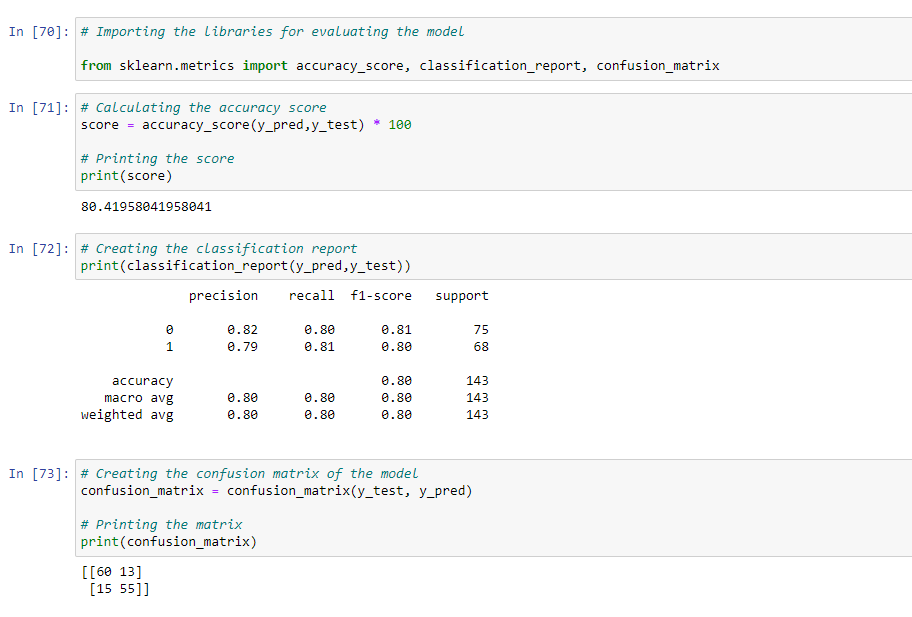 In [70]: # Importing the libraries for evaluating the model
from sklearn.metrics import accuracy_score, classification_report, confusion_matrix
In [71]: # Calculating the accuracy score
score = accuracy_score(y_pred,y_test) * 100
# Printing the score
print(score)
80.41958041958041
In [72]: # Creating the classification report
print(classification_report(y_pred,y_test))
precision recall f1-score support
0 0.82 0.80 0.81 75
1 0.79 0.81 0.80 68
accuracy 0.80 143
macro avg 0.80 0.80 0.80 143
weighted avg 0.80 0.80 0.80 143
In [73]: # Creating the confusion matrix of the model
confusion_matrix = confusion_matrix(y_test, y_pred)
# Printing the matrix
print(confusion_matrix)
[[60 13]
[15 55]]